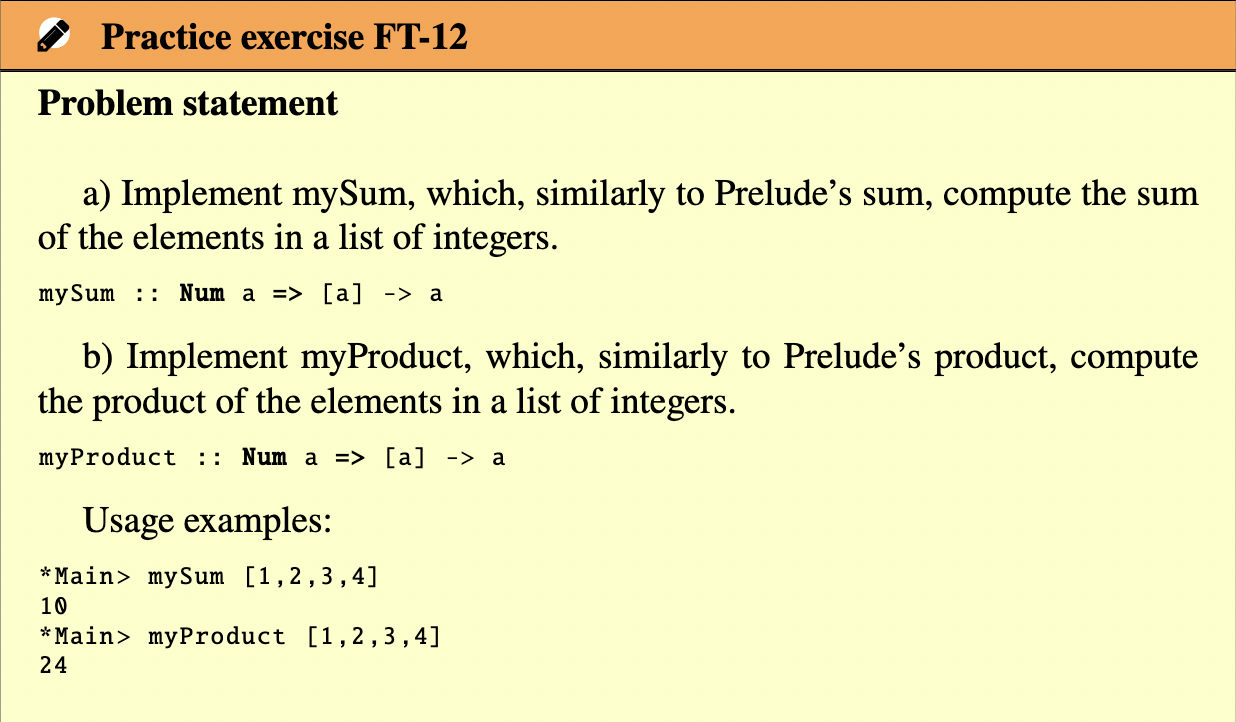 Practice exercise FT-12
Problem statement
a) Implement mySum, which, similarly to Prelude’s sum, compute the sum
of the elements in a list of integers.
mySum :: Num a => [a] -> a
b) Implement myProduct, which, similarly to Prelude’s product, compute
the product of the elements in a list of integers.
myProduct :: Num a => [a] -> a
Usage examples:
*Main> mySum [1,2,3,4]
10
*Main> myProduct [1,2,3,4]
24